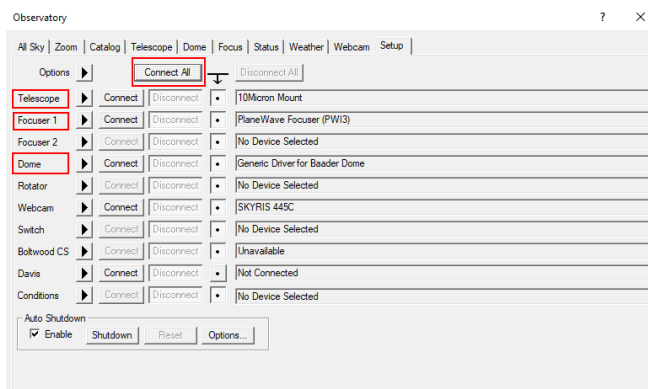 Observatory ? ×
All Sky Zoom Catalog Telescope Dome Focus Status Weather Webcam Setup
Options Connect All Disconnect All
Telescope Connect Disconnect 10Micron Mount
Focuser 1 Connect Disconnect PlaneWave Focuser (PWI3)
Focuser 2 Connect Disconnect No Device Selected
Dome Connect Disconnect Generic Driver for Baader Dome
Rotator Connect Disconnect No Device Selected
Webcam Connect Disconnect SKYRIS 445C
Switch Connect Disconnect No Device Selected
Boltwood CS Connect Disconnect Unavailable
Davis Connect Disconnect Not Connected
Conditions Connect Disconnect No Device Selected
Auto Shutdown
Enable Shutdown Reset Options...